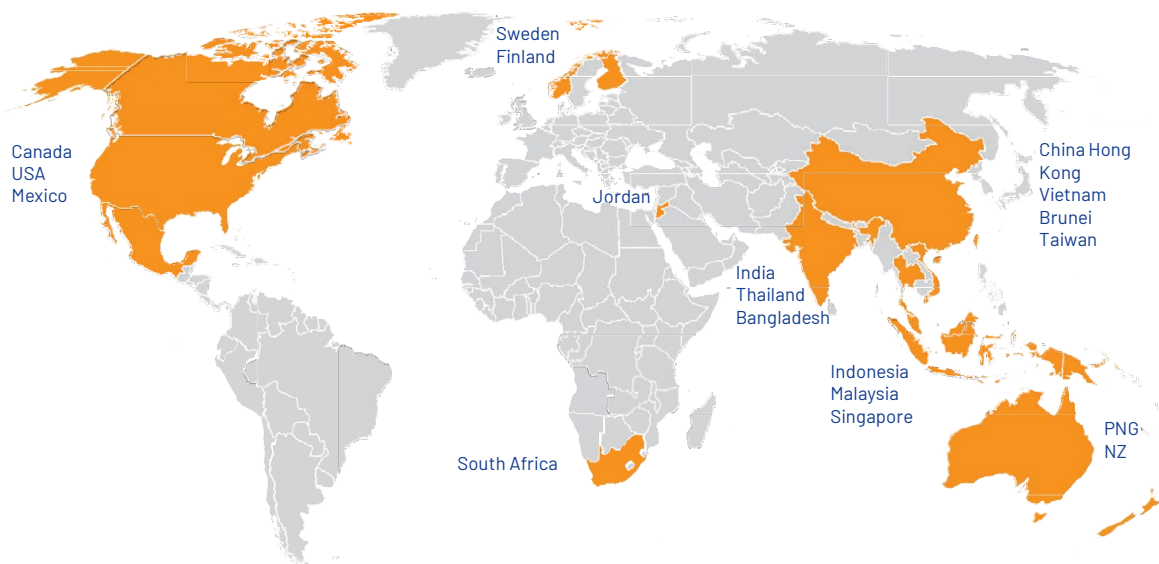 Sweden
Finland
Canada
USA
Mexico
China Hong
Kong
Vietnam
Brunei
Taiwan
Jordan
India
Thailand
Bangladesh
Indonesia
Malaysia
Singapore
PNG
NZ
South Africa